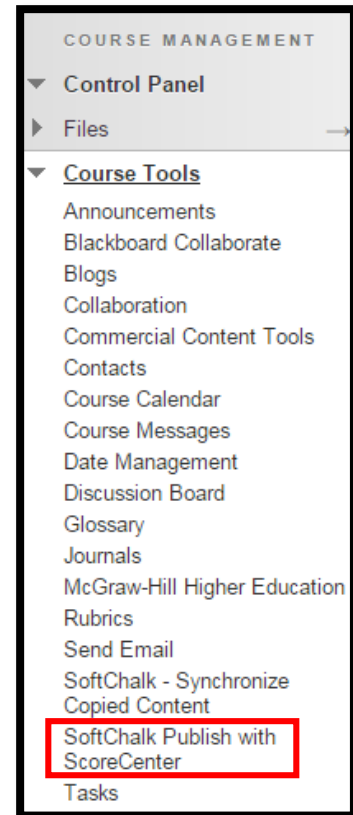 COURSE MANAGEMENT
Control Panel
Files
Course Tools
Announcements
Blackboard Collaborate
Blogs
Collaboration
Commercial Content Tools
Contacts
Course Calendar
Course Messages
Date Management
Discussion Board
Glossary
Journals
McGraw-Hill Higher Education
Rubrics
Send Email
SoftChalk - Synchronize
Copied Content
SoftChalk Publish with
ScoreCenter
Tasks